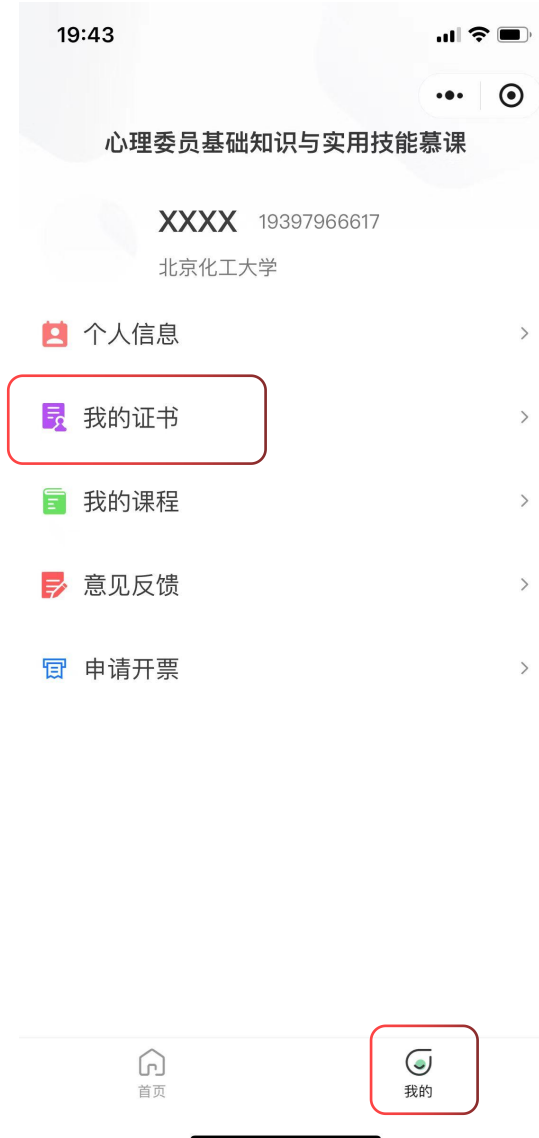 19:43
心理委员基础知识与实用技能慕课
XXXX 19397966617
北京化工大学
个人信息
我的证书
我的课程
意见反馈
申请开票
首页 我的